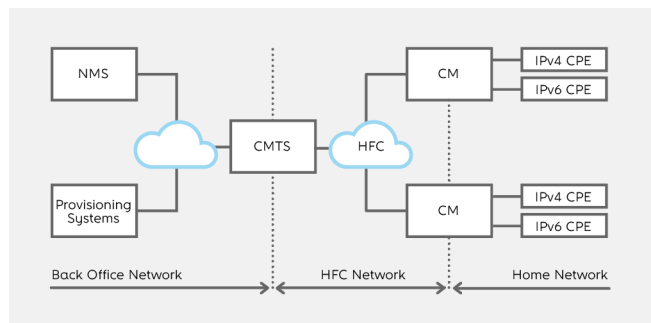 NMS
CM
IPv4 CPE
IPv6 CPE
CMTS
HFC
Provisioning
Systems
CM
IPv4 CPE
IPv6 CPE
Back Office Network
HFC Network
Home Network